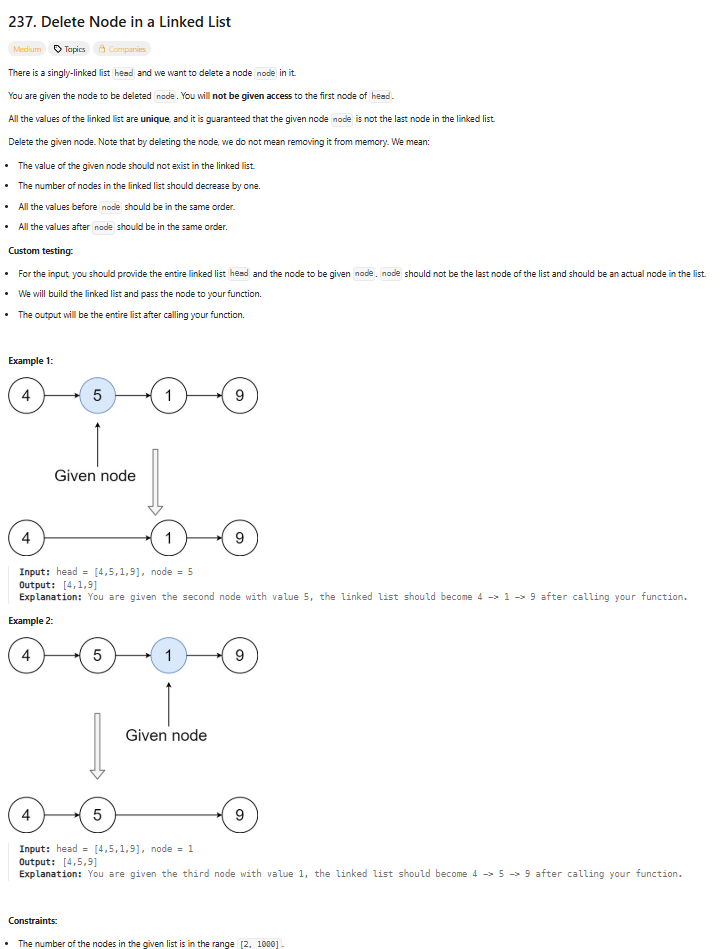 237. Delete Node in a Linked List
Medium Topics Companies
There is a singly-linked list head and we want to delete a node node in it.
You are given the node to be deleted node. You will not be given access to the first node of head.
All the values of the linked list are unique, and it is guaranteed that the given node node is not the last node in the linked list.
Delete the given node. Note that by deleting the node, we do not mean removing it from memory. We mean:
• The value of the given node should not exist in the linked list.
• The number of nodes in the linked list should decrease by one.
• All the values before node should be in the same order.
• All the values after node should be in the same order.
Custom testing:
• For the input, you should provide the entire linked list head and the node to be given node. node should not be the last node of the list and should be an actual node in the list.
• We will build the linked list and pass the node to your function.
• The output will be the entire list after calling your function.
Example 1:
4 5 1 9
Given node
4 1 9
Input: head = [4,5,1,9], node = 5
Output: [4,1,9]
Explanation: You are given the second node with value 5, the linked list should become 4 -> 1 -> 9 after calling your function.
Example 2:
4 5 1 9
Given node
4 5 9
Input: head = [4,5,1,9], node = 1
Output: [4,5,9]
Explanation: You are given the third node with value 1, the linked list should become 4 -> 5 -> 9 after calling your function.
Constraints:
• The number of the nodes in the given list is in the range [2, 1000].